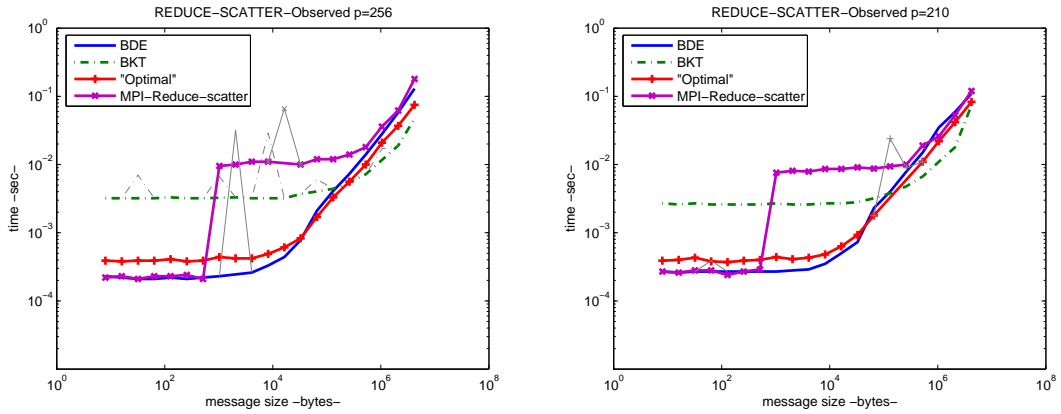 REDUCE−SCATTER−Observed p=256
10^0
10^−1
10^−2
10^−3
10^−4
time −sec−
BDE
BKT
"Optimal"
MPI−Reduce−scatter
10^0
10^2
10^4
10^6
10^8
message size −bytes−
REDUCE−SCATTER−Observed p=210
10^0
10^−1
10^−2
10^−3
10^−4
time −sec−
BDE
BKT
"Optimal"
MPI−Reduce−scatter
10^0
10^2
10^4
10^6
10^8
message size −bytes−